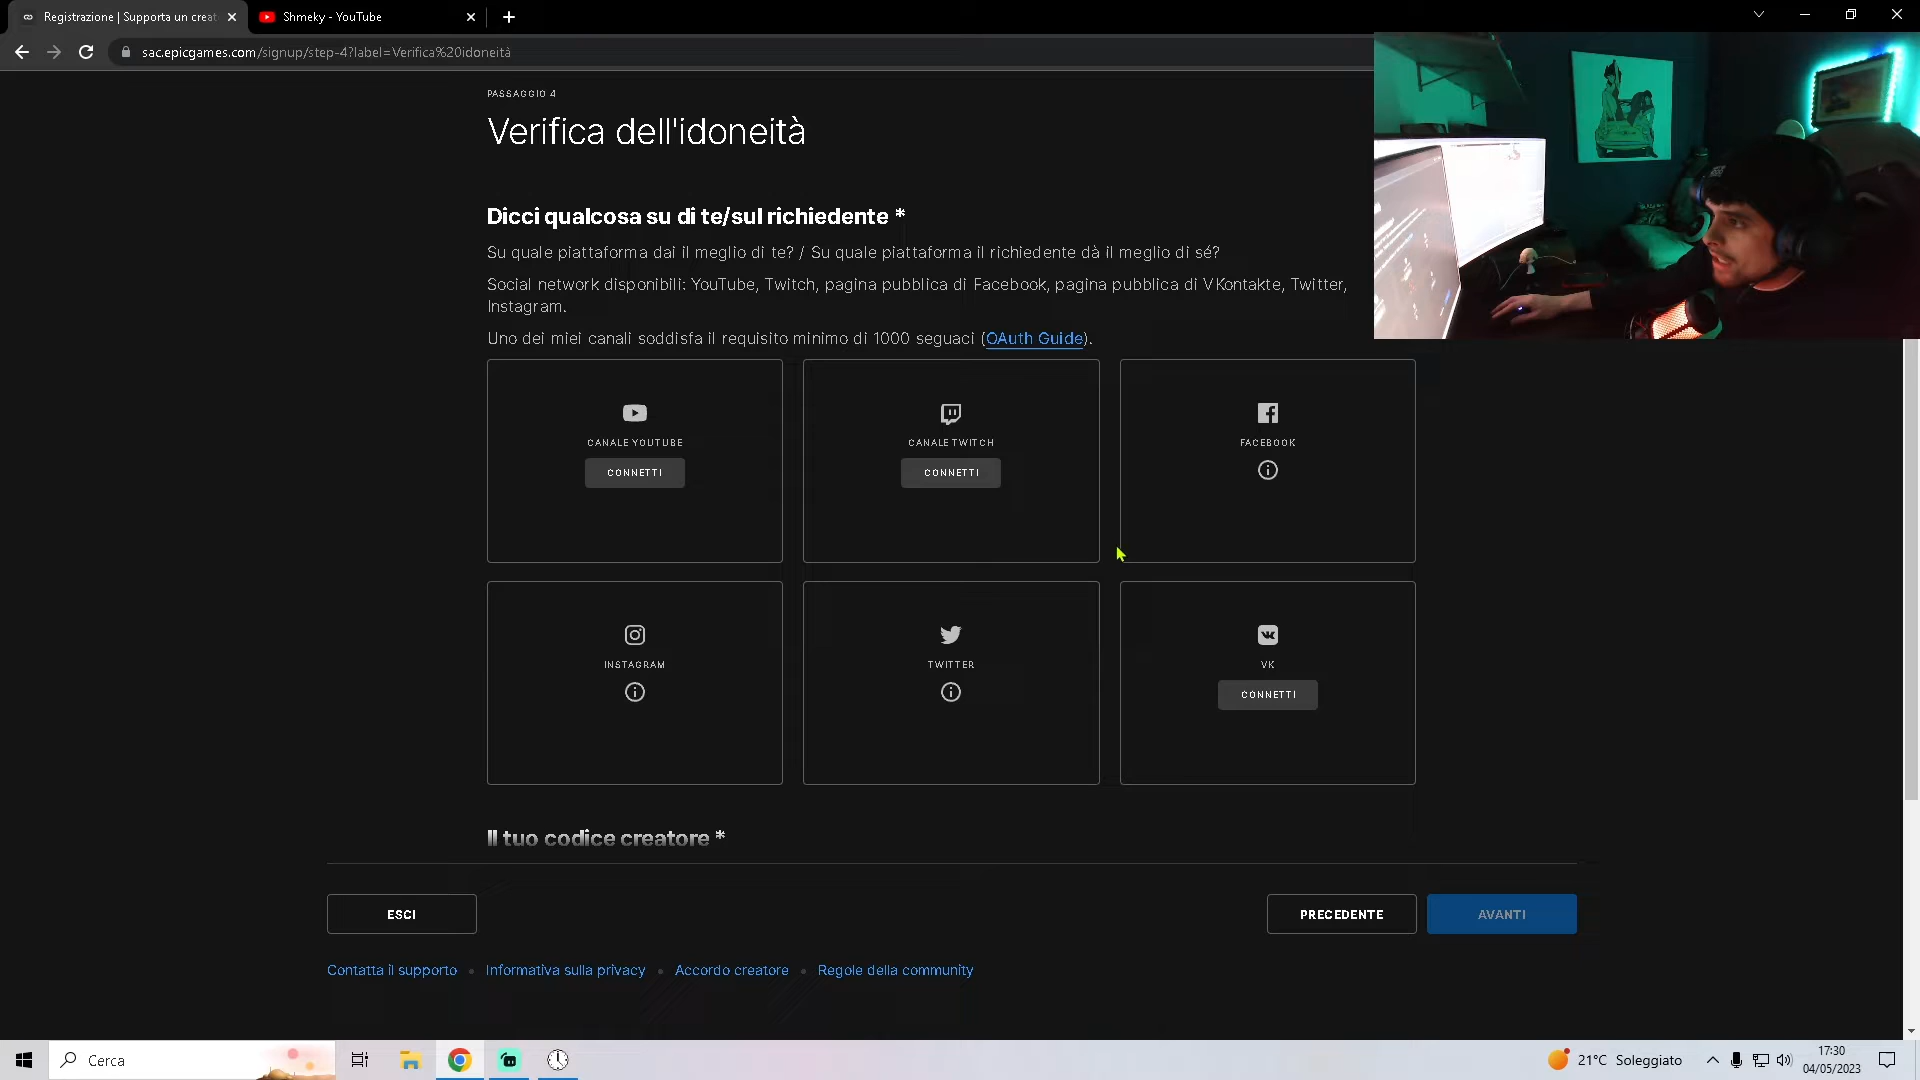 Registrazione | Supporta un creat
Shmeky - YouTube
sac.epicgames.com/signup/step-4?label=Verifica%20idoneità
PASSAGGIO 4
Verifica dell'idoneità
Dicci qualcosa su di te/sul richiedente *
Su quale piattaforma dai il meglio di te? / Su quale piattaforma il richiedente dà il meglio di sé?
Social network disponibili: YouTube, Twitch, pagina pubblica di Facebook, pagina pubblica di VKontakte, Twitter,
Instagram.
Uno dei miei canali soddisfa il requisito minimo di 1000 seguaci (OAuth Guide).
CANALE YOUTUBE
CONNETTI
CANALE TWITCH
CONNETTI
FACEBOOK
INSTAGRAM
TWITTER
VK
CONNETTI
Il tuo codice creatore *
ESCI
PRECEDENTE
AVANTI
Contatta il supporto
Informativa sulla privacy
Accordo creatore
Regole della community
Cerca
21°C Soleggiato
17:30
04/05/2023